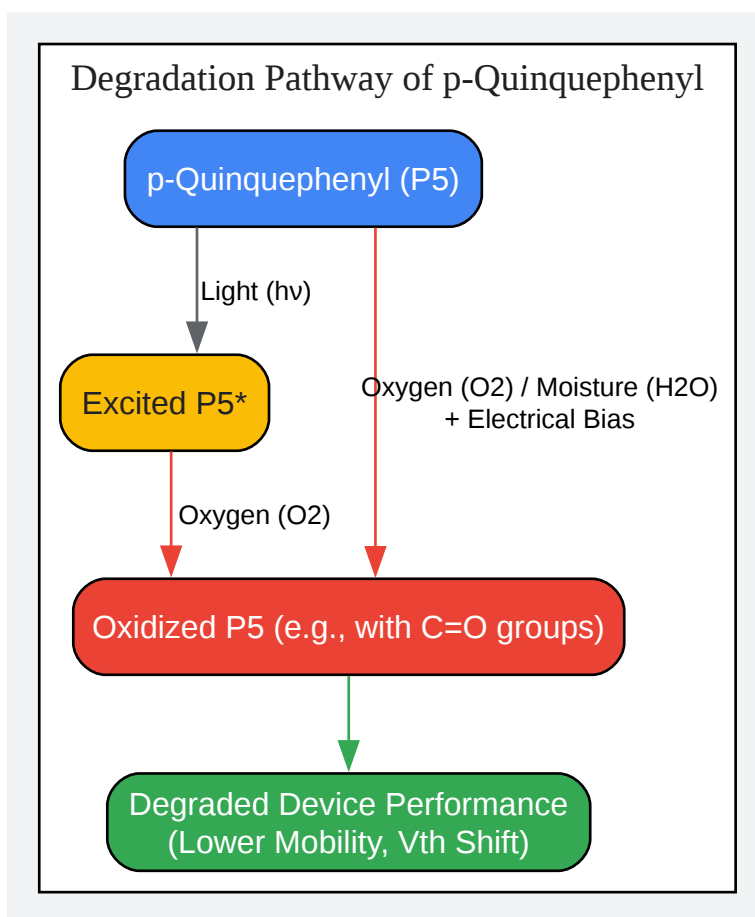 Degradation Pathway of p-Quinquephenyl
p-Quinquephenyl (P5)
Light (hν)
Excited P5*
Oxygen (O2) / Moisture (H2O)
+ Electrical Bias
Oxygen (O2)
Oxidized P5 (e.g., with C=O groups)
Degraded Device Performance
(Lower Mobility, Vth Shift)